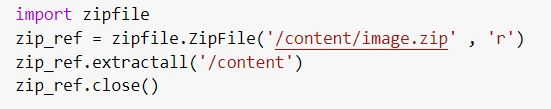 import zipfile
zip_ref = zipfile.ZipFile('/content/image.zip' , 'r')
zip_ref.extractall('/content')
zip_ref.close()